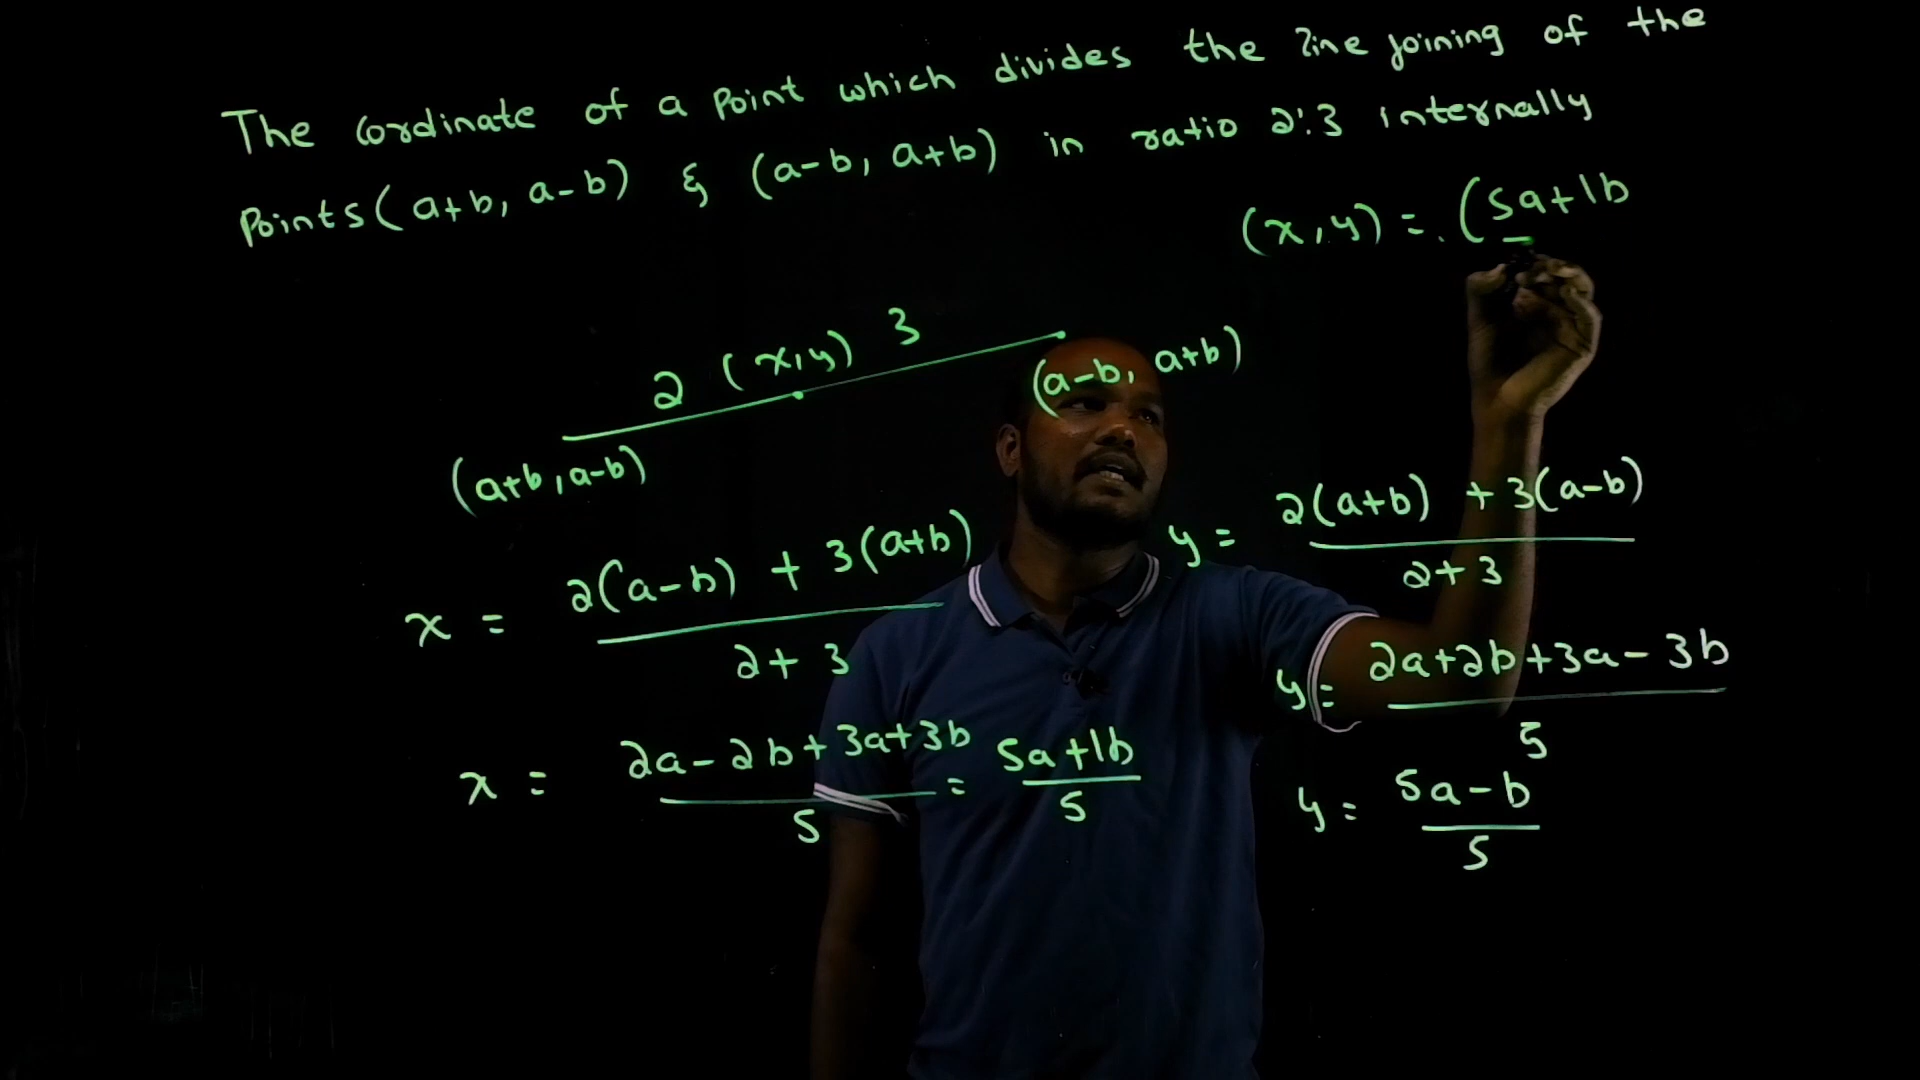 The Cordinate of a Point which divides the line joining of the
Points (a+b, a-b) & (a-b, a+b) in ratio 2:3 internally
(x, y) = . (5a+1b
2 (x,y) 3
(a-b, a+b)
(a+b, a-b)
x = 2(a-b) + 3(a+b)
2+3
y = 2(a+b) + 3(a-b)
2+3
x = 2a-2b+3a+3b = 5a+1b
5 5
y = 2a+2b+3a-3b
5
y = 5a-b
5